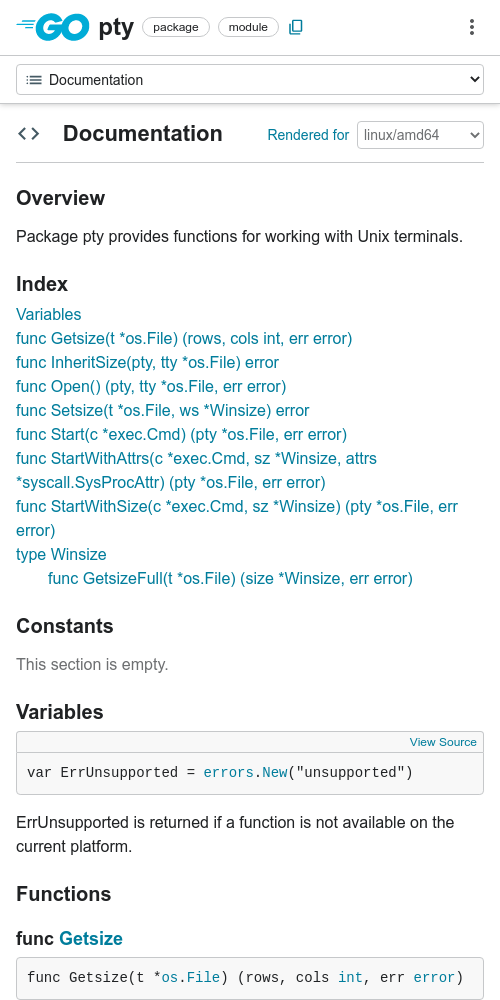 GO pty package module
Documentation
Documentation Rendered for linux/amd64
Overview
Package pty provides functions for working with Unix terminals.
Index
Variables
func Getsize(t *os.File) (rows, cols int, err error)
func InheritSize(pty, tty *os.File) error
func Open() (pty, tty *os.File, err error)
func Setsize(t *os.File, ws *Winsize) error
func Start(c *exec.Cmd) (pty *os.File, err error)
func StartWithAttrs(c *exec.Cmd, sz *Winsize, attrs
*syscall.SysProcAttr) (pty *os.File, err error)
func StartWithSize(c *exec.Cmd, sz *Winsize) (pty *os.File, err
error)
type Winsize
func GetsizeFull(t *os.File) (size *Winsize, err error)
Constants
This section is empty.
Variables
View Source
var ErrUnsupported = errors.New("unsupported")
ErrUnsupported is returned if a function is not available on the
current platform.
Functions
func Getsize
func Getsize(t *os.File) (rows, cols int, err error)